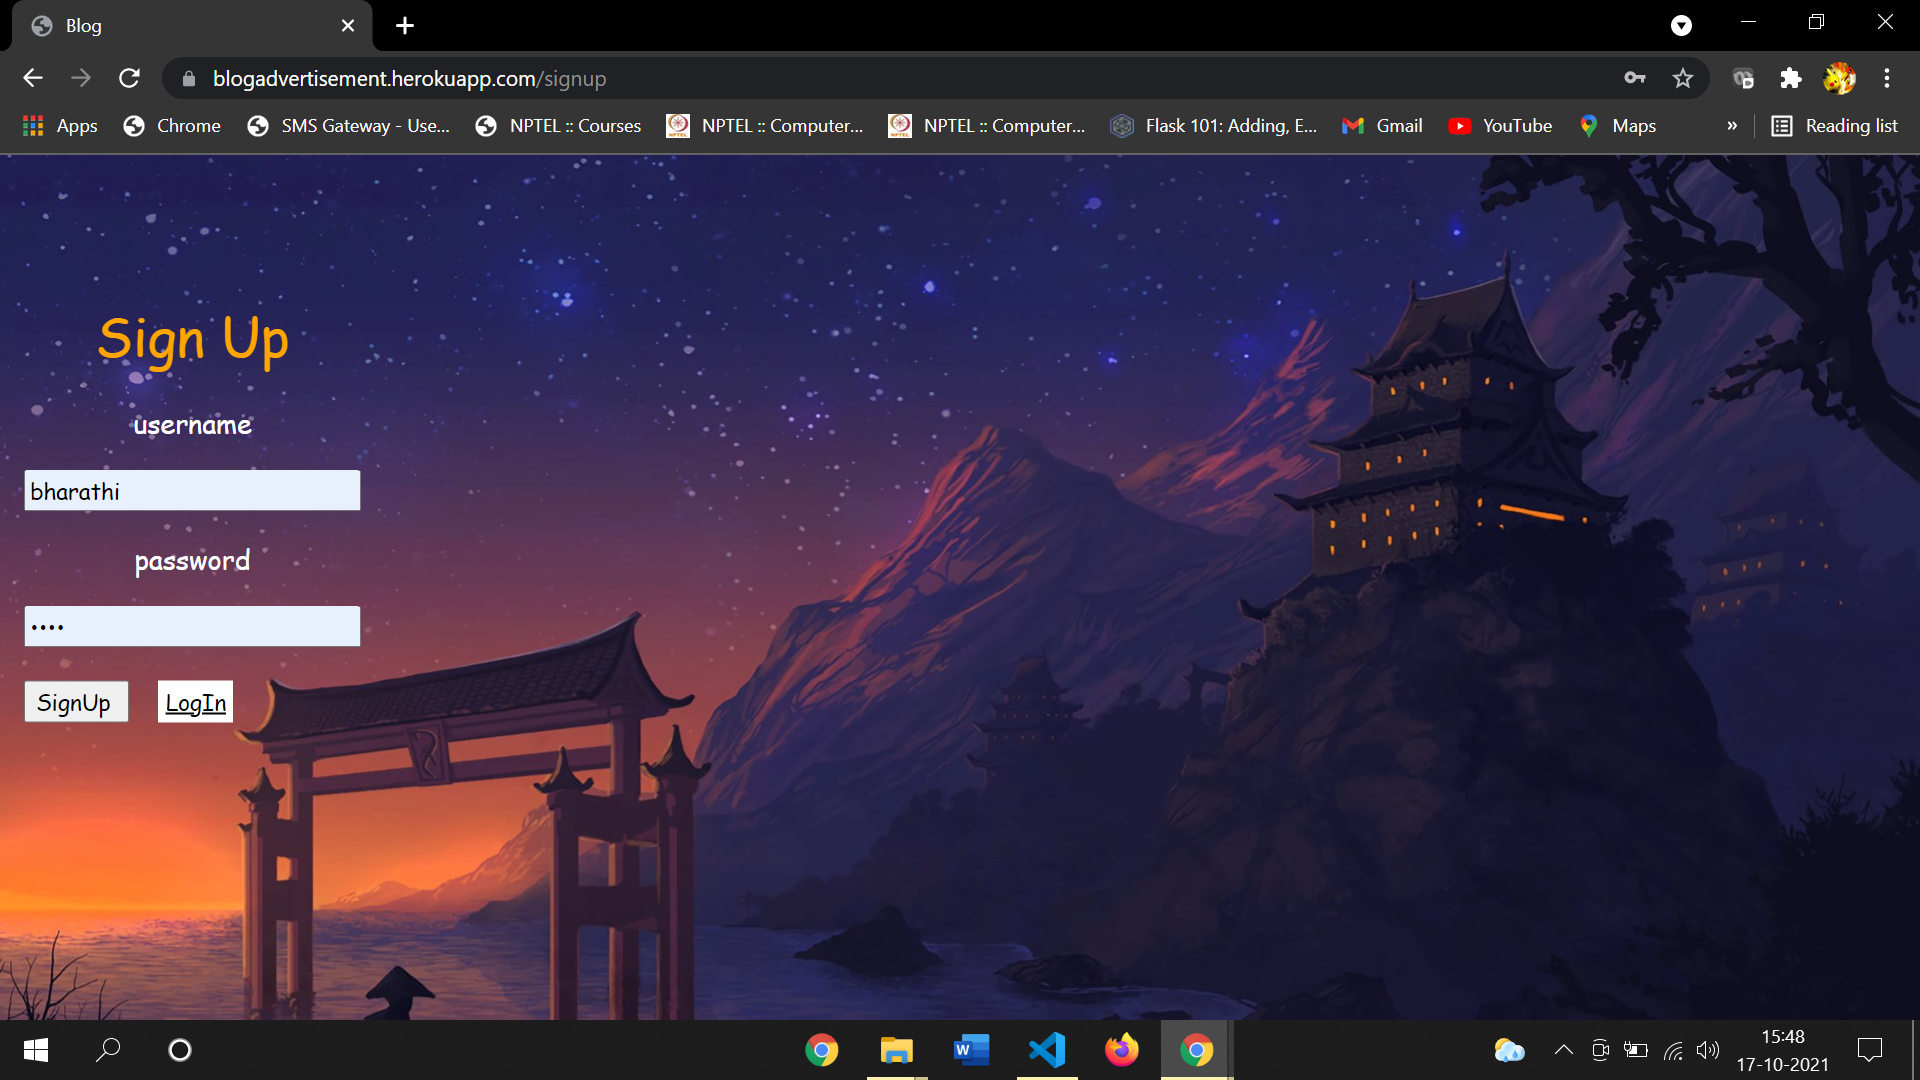 Blog
blogadvertisement.herokuapp.com/signup
Apps
Chrome
SMS Gateway - Use...
NPTEL :: Courses
NPTEL :: Computer...
NPTEL :: Computer...
Flask 101: Adding, E...
Gmail
YouTube
Maps
»
Reading list
Sign Up
username
bharathi
password
••••
SignUp
LogIn
15:48
17-10-2021